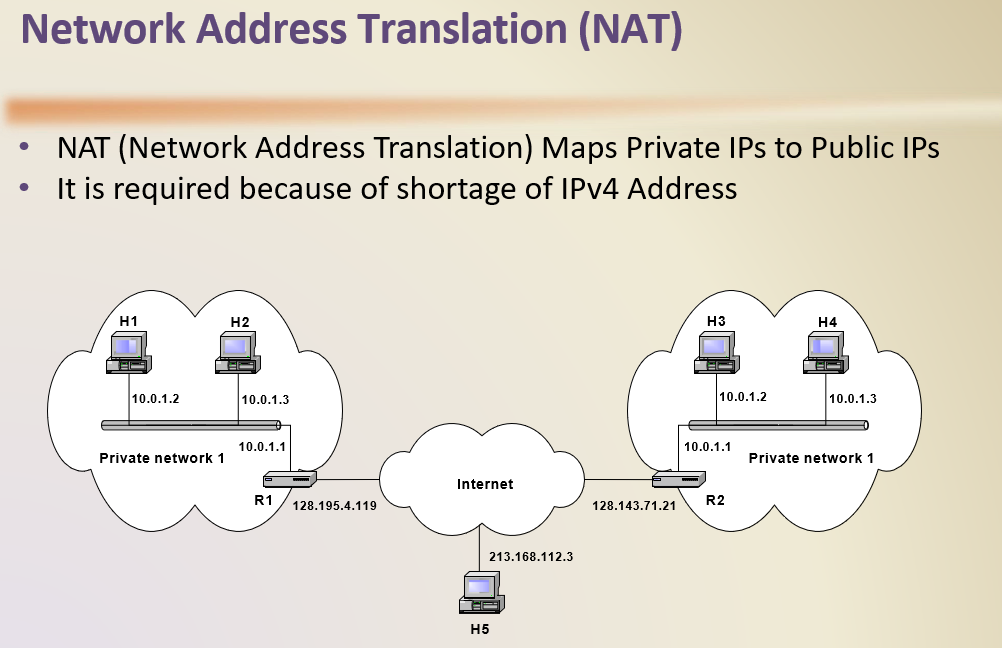 Network Address Translation (NAT)
• NAT (Network Address Translation) Maps Private IPs to Public IPs
• It is required because of shortage of IPv4 Address
H1
H2
10.0.1.2
10.0.1.3
10.0.1.1
Private network 1
R1
128.195.4.119
Internet
213.168.112.3
H5
H3
H4
10.0.1.2
10.0.1.3
10.0.1.1
Private network 1
128.143.71.21
R2